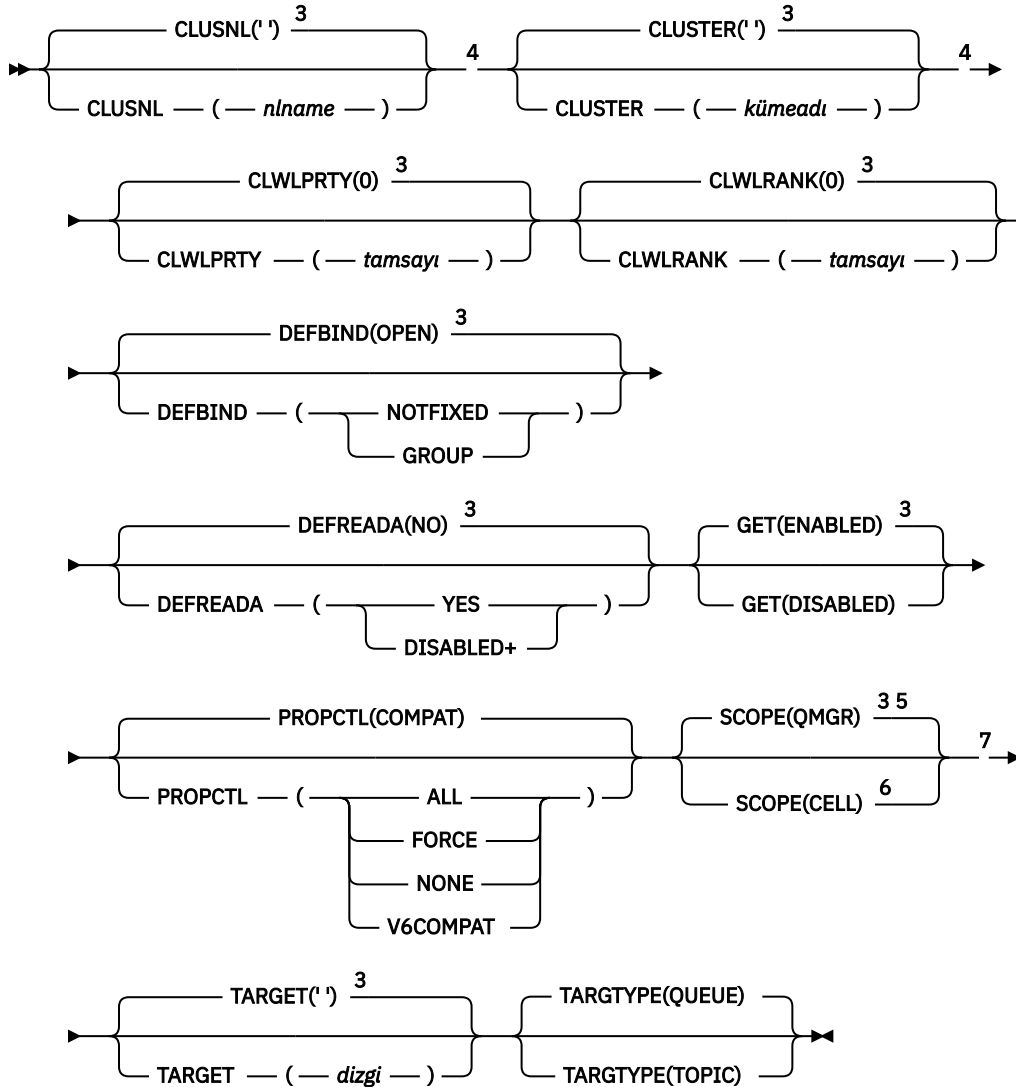 CLUSNL(' ') 3 CLUSTER(' ') 3
4 4
CLUSNL ( nlname ) CLUSTER ( kümeadı )
CLWLPRTY(0) 3 CLWLRANK(0) 3
CLWLPRTY ( tamsayı ) CLWLRANK ( tamsayı )
DEFBIND(OPEN) 3
DEFBIND ( NOTFIXED )
GROUP
DEFREADA(NO) 3 GET(ENABLED) 3
DEFREADA ( YES ) GET(DISABLED)
DISABLED+
PROPCTL(COMPAT) SCOPE(QMGR) 3 5
7
PROPCTL ( ALL ) SCOPE(CELL) 6
FORCE
NONE
V6COMPAT
TARGET(' ') 3 TARGTYPE(QUEUE)
TARGET ( dizgi ) TARGTYPE(TOPIC)